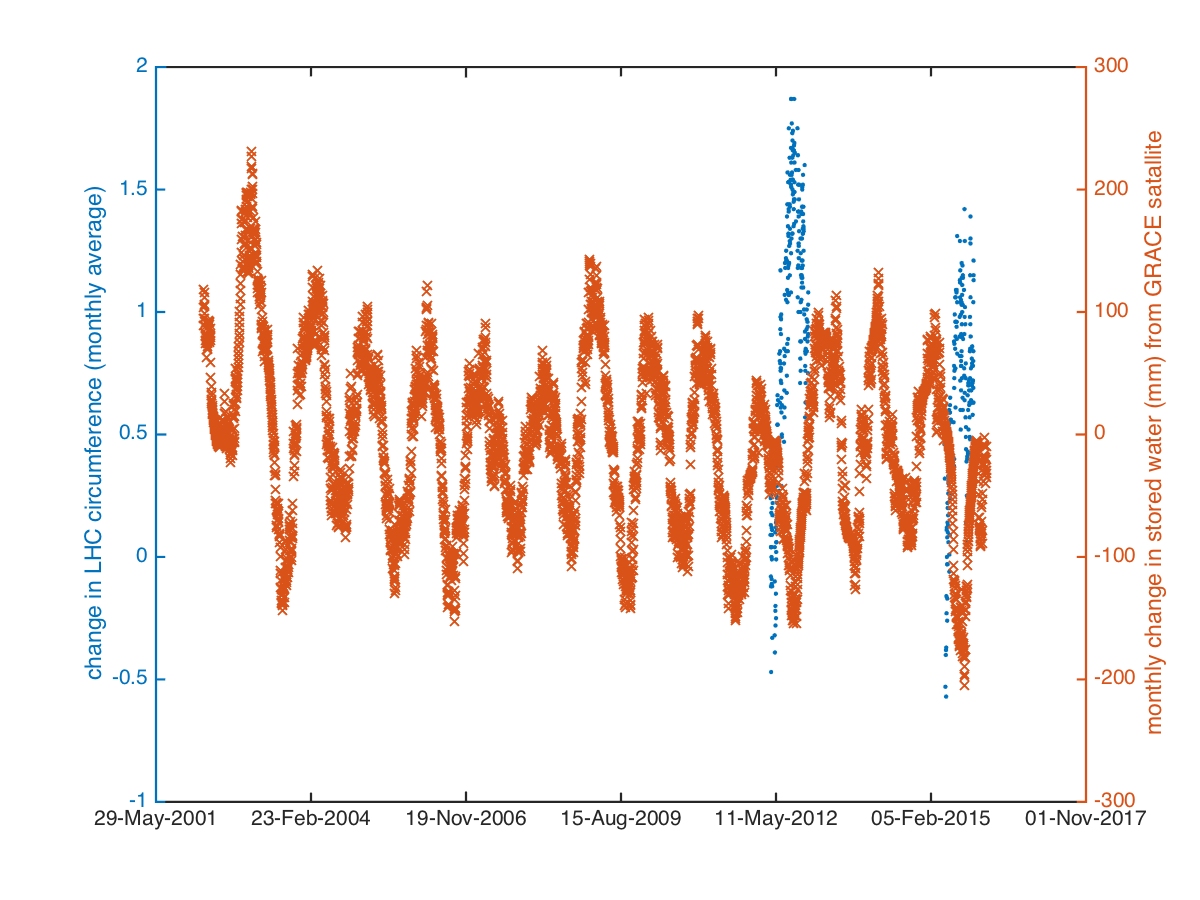 change in LHC circumference (monthly average)
2
1.5
1
0.5
0
-0.5
-1
300
200
100
0
-100
-200
-300
monthly change in stored water (mm) from GRACE satallite
29-May-2001
23-Feb-2004
19-Nov-2006
15-Aug-2009
11-May-2012
05-Feb-2015
01-Nov-2017